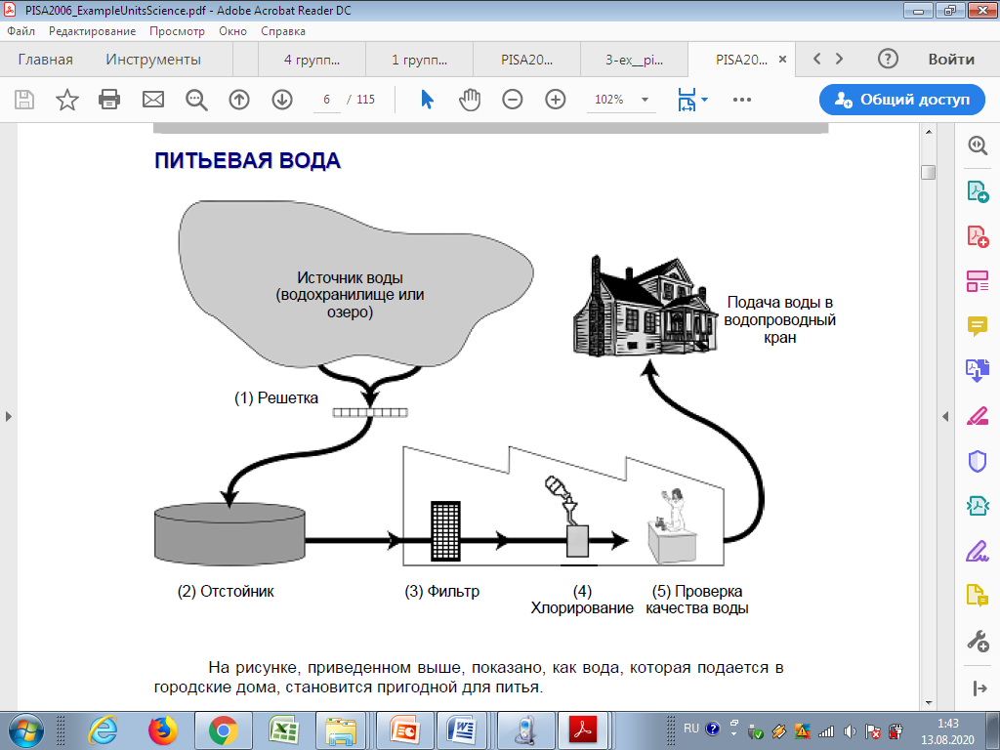 PISA2006_ExampleUnitsScience.pdf - Adobe Acrobat Reader DC
Файл Редактирование Просмотр Окно Справка
Главная Инструменты 4 групп... 1 групп... PISA20... 3-ex__pi... PISA20... × Войти
6 / 115 102% Общий доступ
ПИТЬЕВАЯ ВОДА
Источник воды
(водохранилище или
озеро)
Подача воды в
водопроводный
кран
(1) Решетка
(2) Отстойник
(3) Фильтр
(4)
Хлорирование
(5) Проверка
качества воды
На рисунке, приведенном выше, показано, как вода, которая подается в
городские дома, становится пригодной для питья.
RU
1:43
13.08.2020